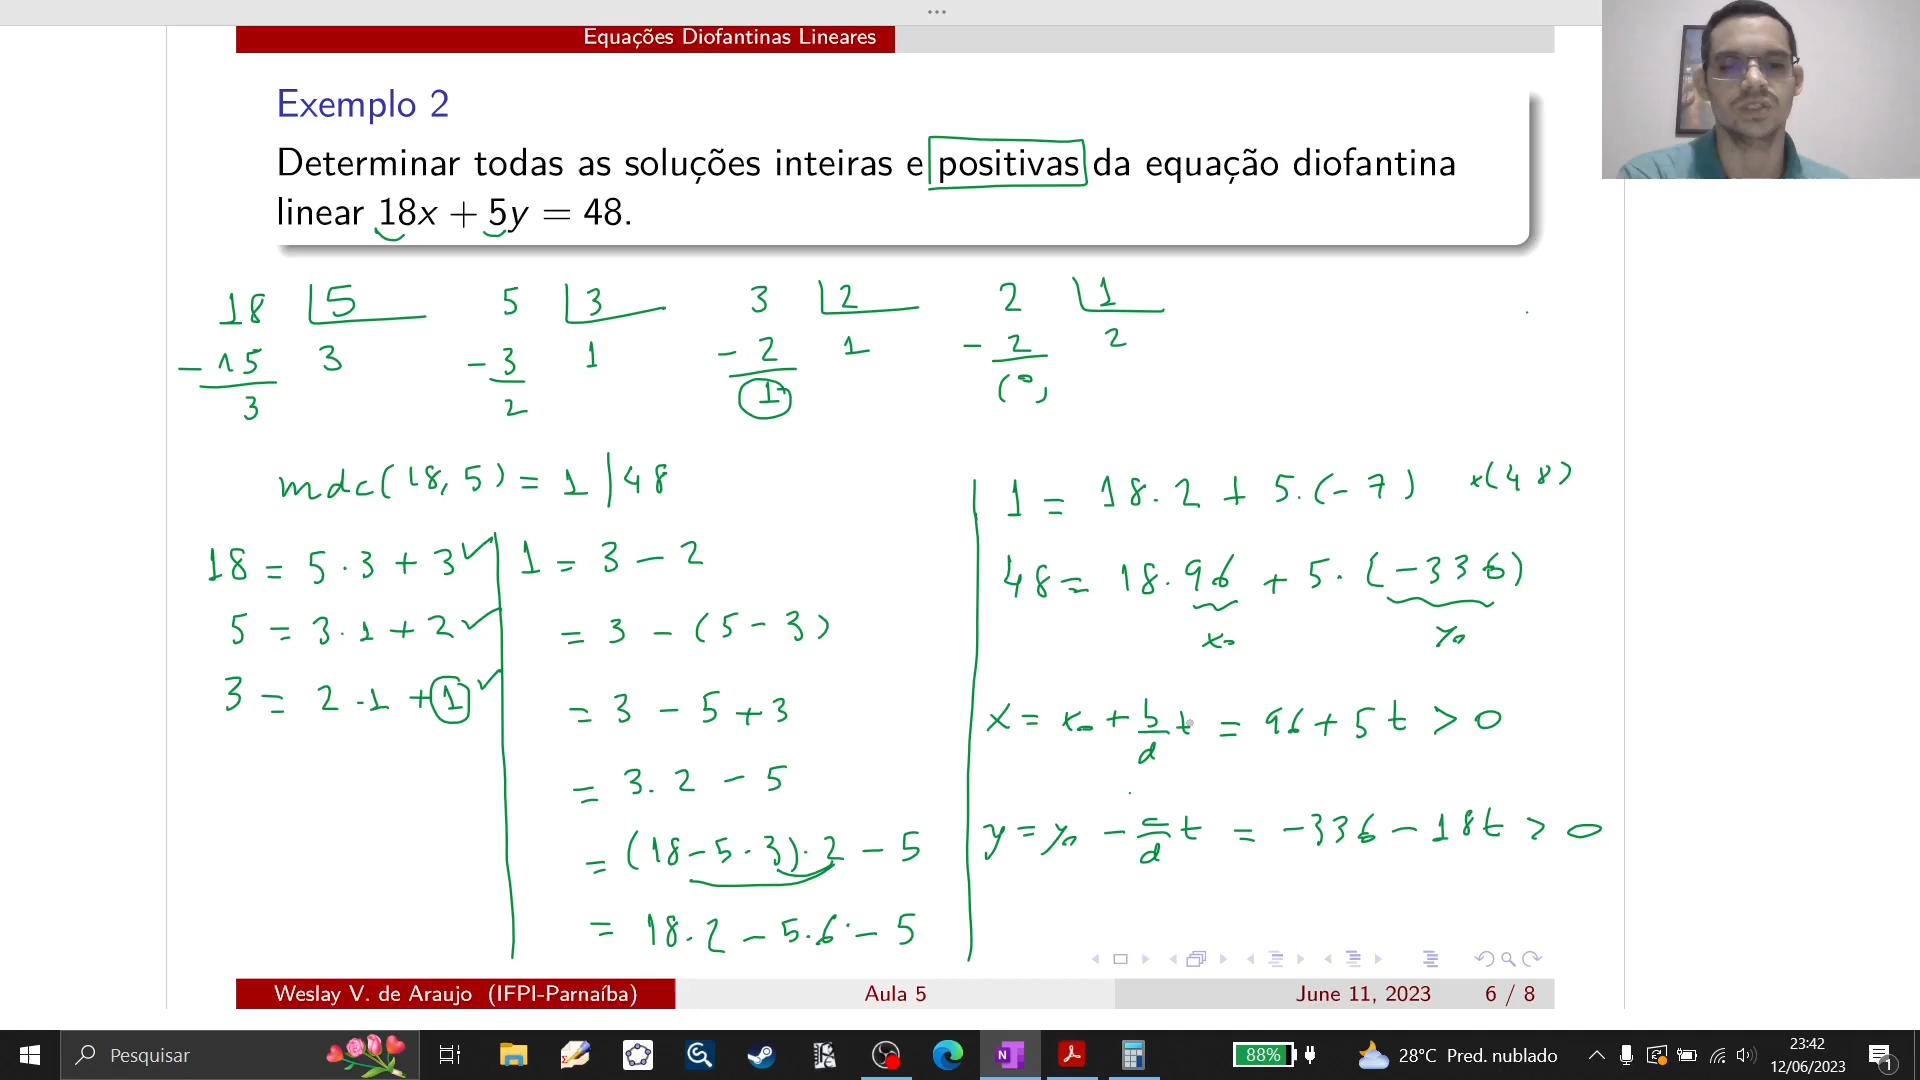 Equações Diofantinas Lineares
Exemplo 2
Determinar todas as soluções inteiras e positivas da equação diofantina
linear 18x + 5y = 48.
18 | 5
- 15 3
3
5 | 3
- 3 1
2
3 | 2
- 2 1
1
2 | 1
- 2 2
(0)
mdc(18, 5) = 1 | 48
18 = 5 · 3 + 3 ✓
5 = 3 · 1 + 2 ✓
3 = 2 · 1 + 1 ✓
1 = 3 - 2
= 3 - (5 - 3)
= 3 - 5 + 3
= 3 · 2 - 5
= (18 - 5 · 3) · 2 - 5
= 18 · 2 - 5 · 6 - 5
1 = 18 · 2 + 5 · (-7) ×(48)
48 = 18 · 96 + 5 · (-336)
x₀ y₀
x = x₀ + b/d t = 96 + 5t > 0
y = y₀ - a/d t = -336 - 18t > 0
Weslay V. de Araujo (IFPI-Parnaíba) Aula 5 June 11, 2023 6 / 8
Pesquisar 88% 28°C Pred. nublado 23:42
12/06/2023 1